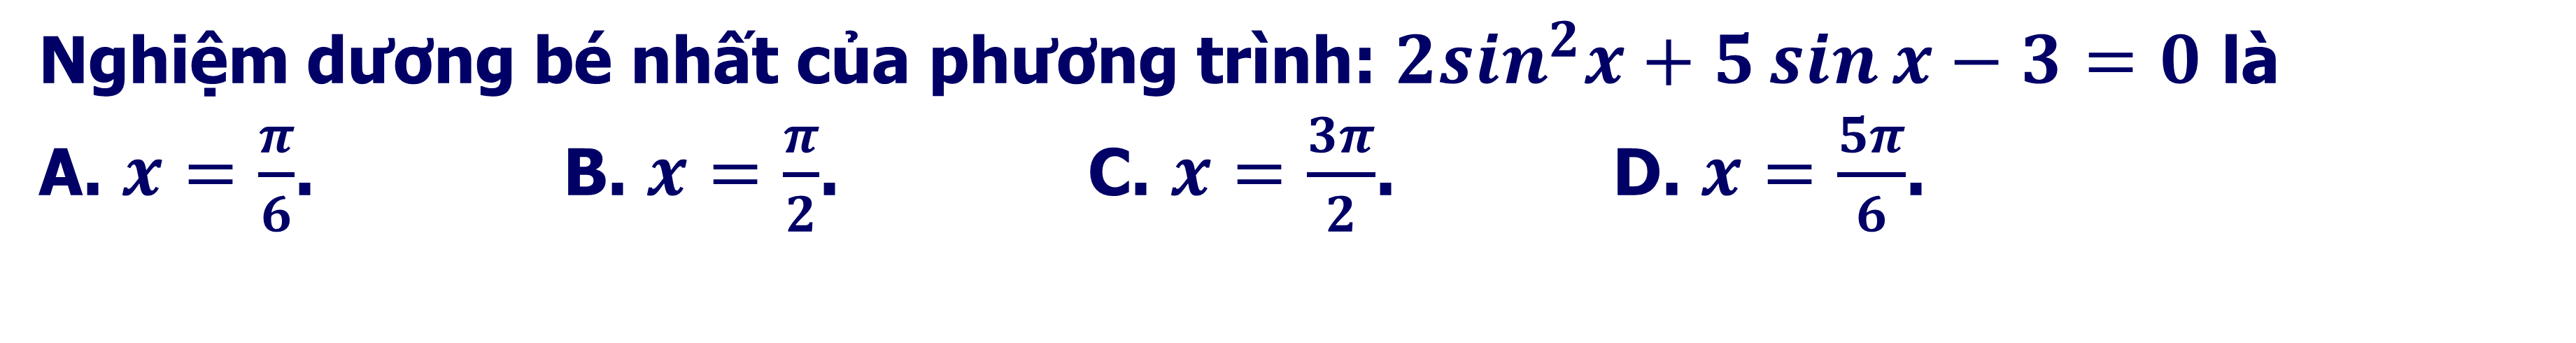 Nghiệm dương bé nhất của phương trình: 2sin²x + 5 sin x − 3 = 0 là
A. x = π/6. B. x = π/2. C. x = 3π/2. D. x = 5π/6.